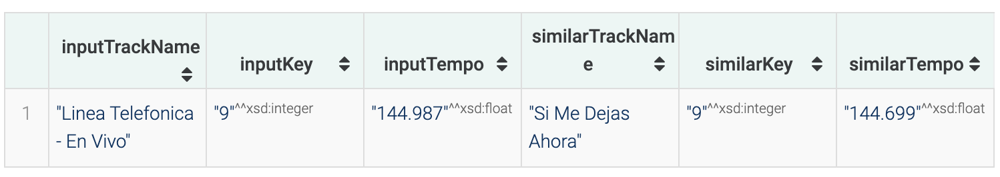 inputTrackName
inputKey
inputTempo
similarTrackNam
e
similarKey
similarTempo
1
"Linea Telefonica
- En Vivo"
"9"^^xsd:integer
"144.987"^^xsd:float
"Si Me Dejas
Ahora"
"9"^^xsd:integer
"144.699"^^xsd:float